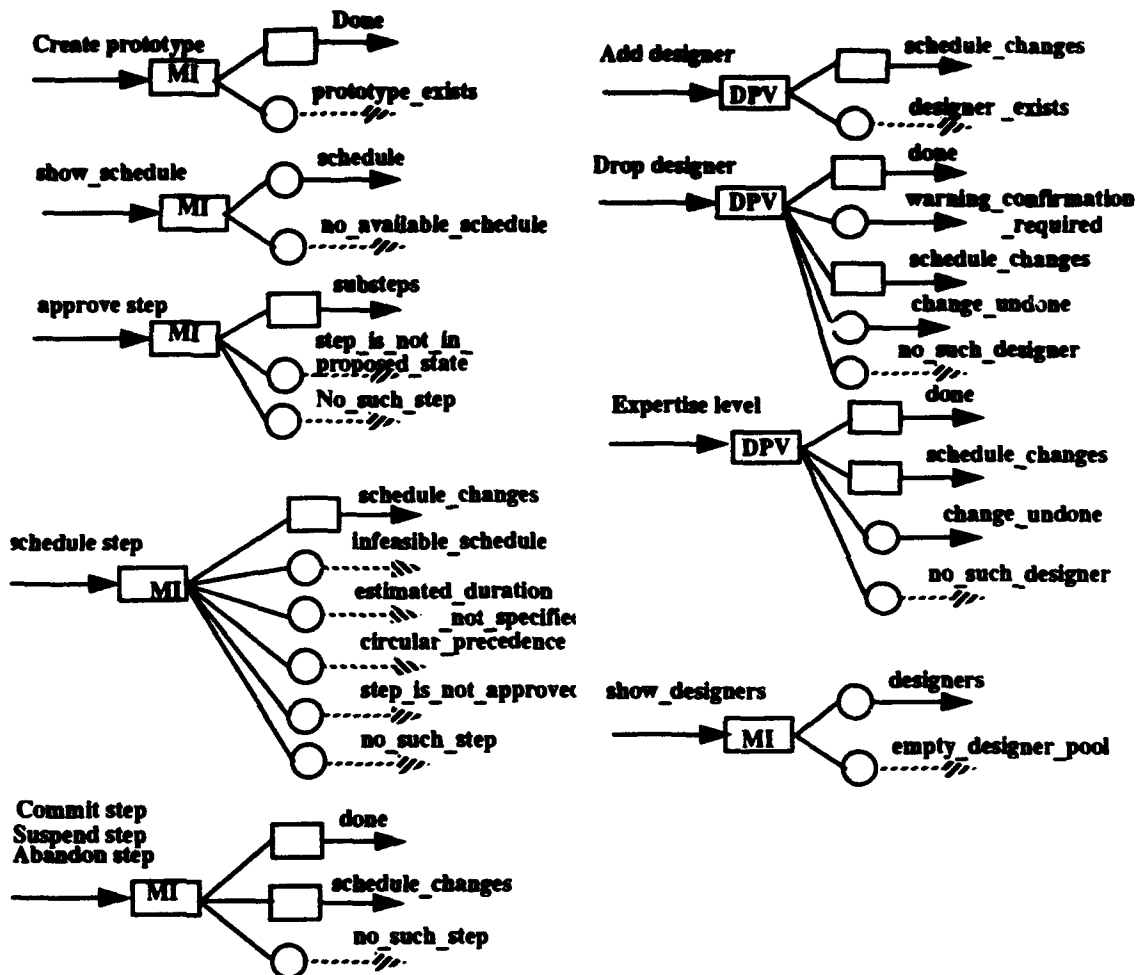 Create prototype
MI
Done
prototype_exists
show_schedule
MI
schedule
no_available_schedule
approve step
MI
substeps
step_is_not_in_
proposed_state
No_such_step
schedule step
MI
schedule_changes
infeasible_schedule
estimated_duration
_not_specified
circular_precedence
step_is_not_approved
no_such_step
Commit step
Suspend step
Abandon step
MI
done
schedule_changes
no_such_step
Add designer
DPV
schedule_changes
designer_exists
Drop designer
DPV
done
warning_confirmation
_required
schedule_changes
change_undone
no_such_designer
Expertise level
DPV
done
schedule_changes
change_undone
no_such_designer
show_designers
MI
designers
empty_designer_pool